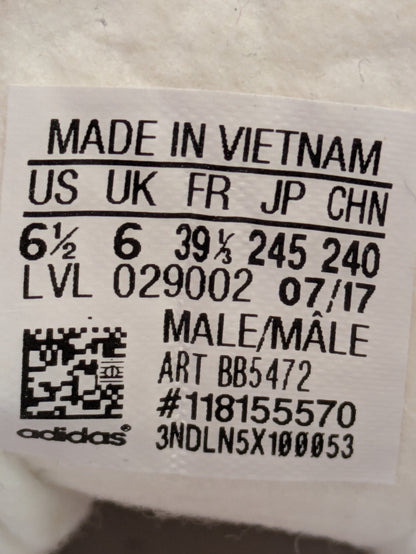 MADE IN VIETNAM
US UK FR JP CHN
6½ 6 39⅓ 245 240
LVL 029002 07/17
MALE/MÂLE
ART BB5472
#118155570
adidas® 3NDLN5X100053